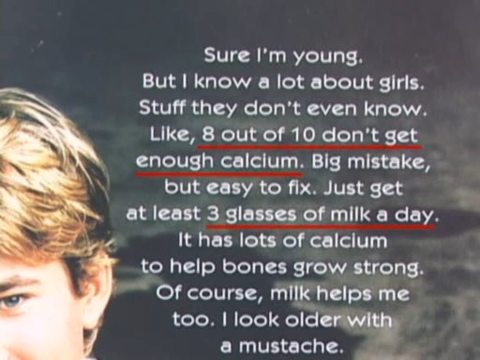 Sure I'm young.
But I know a lot about girls.
Stuff they don't even know.
Like, 8 out of 10 don't get
enough calcium. Big mistake,
but easy to fix. Just get
at least 3 glasses of milk a day.
It has lots of calcium
to help bones grow strong.
Of course, milk helps me
too. I look older with
a mustache.